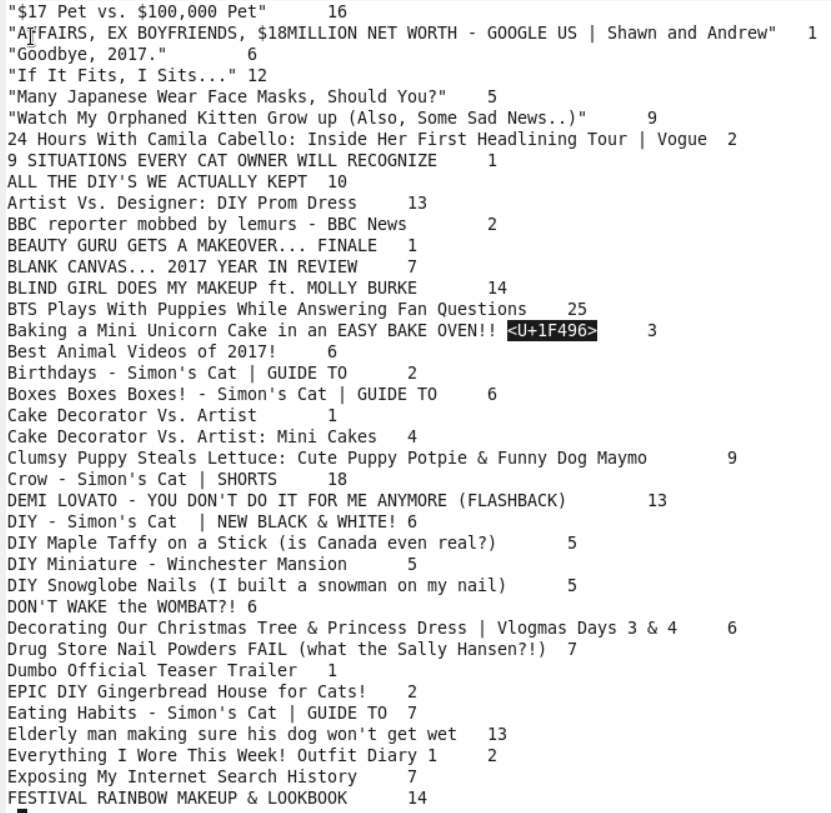 "$17 Pet vs. $100,000 Pet" 16
"AFFAIRS, EX BOYFRIENDS, $18MILLION NET WORTH - GOOGLE US | Shawn and Andrew" 1
"Goodbye, 2017." 6
"If It Fits, I Sits..." 12
"Many Japanese Wear Face Masks, Should You?" 5
"Watch My Orphaned Kitten Grow up (Also, Some Sad News..)" 9
24 Hours With Camila Cabello: Inside Her First Headlining Tour | Vogue 2
9 SITUATIONS EVERY CAT OWNER WILL RECOGNIZE 1
ALL THE DIY'S WE ACTUALLY KEPT 10
Artist Vs. Designer: DIY Prom Dress 13
BBC reporter mobbed by lemurs - BBC News 2
BEAUTY GURU GETS A MAKEOVER... FINALE 1
BLANK CANVAS... 2017 YEAR IN REVIEW 7
BLIND GIRL DOES MY MAKEUP ft. MOLLY BURKE 14
BTS Plays With Puppies While Answering Fan Questions 25
Baking a Mini Unicorn Cake in an EASY BAKE OVEN!! <U+1F496> 3
Best Animal Videos of 2017! 6
Birthdays - Simon's Cat | GUIDE TO 2
Boxes Boxes Boxes! - Simon's Cat | GUIDE TO 6
Cake Decorator Vs. Artist 1
Cake Decorator Vs. Artist: Mini Cakes 4
Clumsy Puppy Steals Lettuce: Cute Puppy Potpie & Funny Dog Maymo 9
Crow - Simon's Cat | SHORTS 18
DEMI LOVATO - YOU DON'T DO IT FOR ME ANYMORE (FLASHBACK) 13
DIY - Simon's Cat  | NEW BLACK & WHITE! 6
DIY Maple Taffy on a Stick (is Canada even real?) 5
DIY Miniature - Winchester Mansion 5
DIY Snowglobe Nails (I built a snowman on my nail) 5
DON'T WAKE the WOMBAT?! 6
Decorating Our Christmas Tree & Princess Dress | Vlogmas Days 3 & 4 6
Drug Store Nail Powders FAIL (what the Sally Hansen?!) 7
Dumbo Official Teaser Trailer 1
EPIC DIY Gingerbread House for Cats! 2
Eating Habits - Simon's Cat | GUIDE TO 7
Elderly man making sure his dog won't get wet 13
Everything I Wore This Week! Outfit Diary 1 2
Exposing My Internet Search History 7
FESTIVAL RAINBOW MAKEUP & LOOKBOOK 14